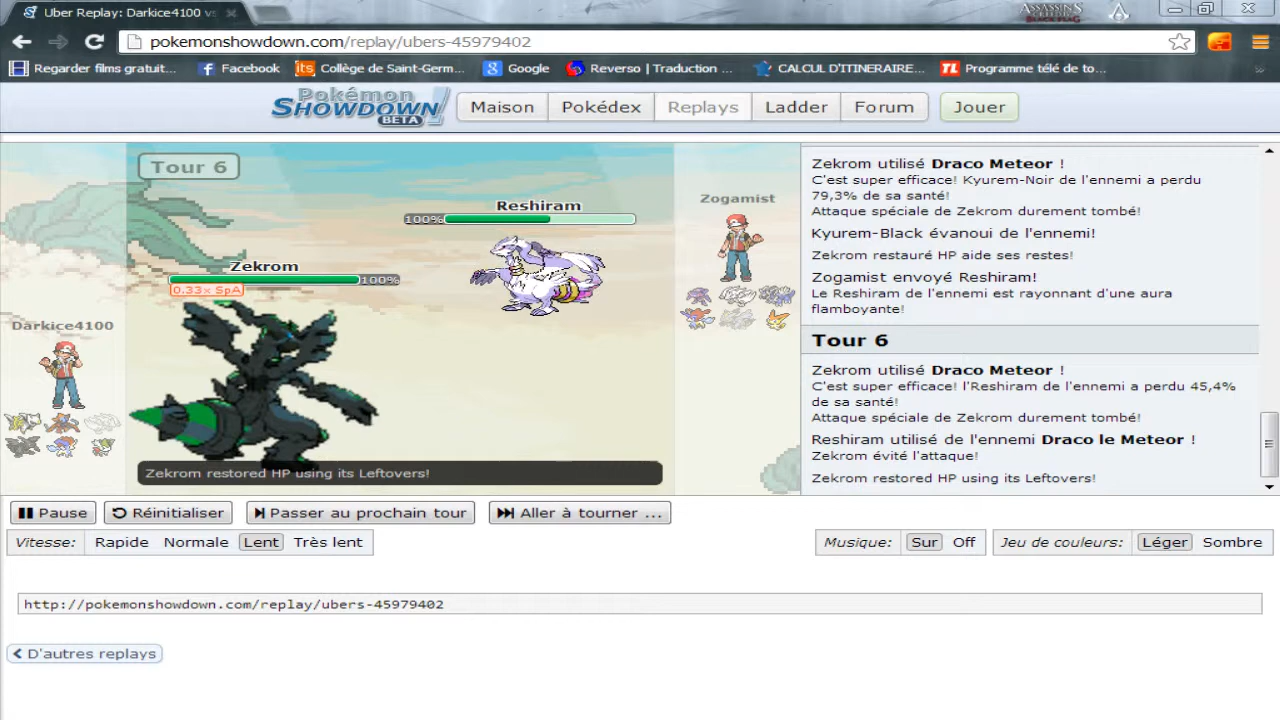 Uber Replay: Darkice4100 vs
ASSASSIN'S
pokemonshowdown.com/replay/ubers-45979402
Regarder films gratuit... Facebook its Collège de Saint-Germ... Google Reverso | Traduction ... CALCUL D'ITINERAIRE... TL Programme télé de to...
Pokémon
SHOWDOWN!
BETA
Maison Pokédex Replays Ladder Forum Jouer
Tour 6
Reshiram
100%
Zogamist
Zekrom
100%
0.33x SpA
Darkice4100
Zekrom restored HP using its Leftovers!
Zekrom utilisé Draco Meteor !
C'est super efficace! Kyurem-Noir de l'ennemi a perdu
79,3% de sa santé!
Attaque spéciale de Zekrom durement tombé!
Kyurem-Black évanoui de l'ennemi!
Zekrom restauré HP aide ses restes!
Zogamist envoyé Reshiram!
Le Reshiram de l'ennemi est rayonnant d'une aura
flamboyante!
Tour 6
Zekrom utilisé Draco Meteor !
C'est super efficace! l'Reshiram de l'ennemi a perdu 45,4%
de sa santé!
Attaque spéciale de Zekrom durement tombé!
Reshiram utilisé de l'ennemi Draco le Meteor !
Zekrom évité l'attaque!
Zekrom restored HP using its Leftovers!
Pause Réinitialiser Passer au prochain tour Aller à tourner ...
Vitesse: Rapide Normale Lent Très lent
Musique: Sur Off Jeu de couleurs: Léger Sombre
http://pokemonshowdown.com/replay/ubers-45979402
D'autres replays